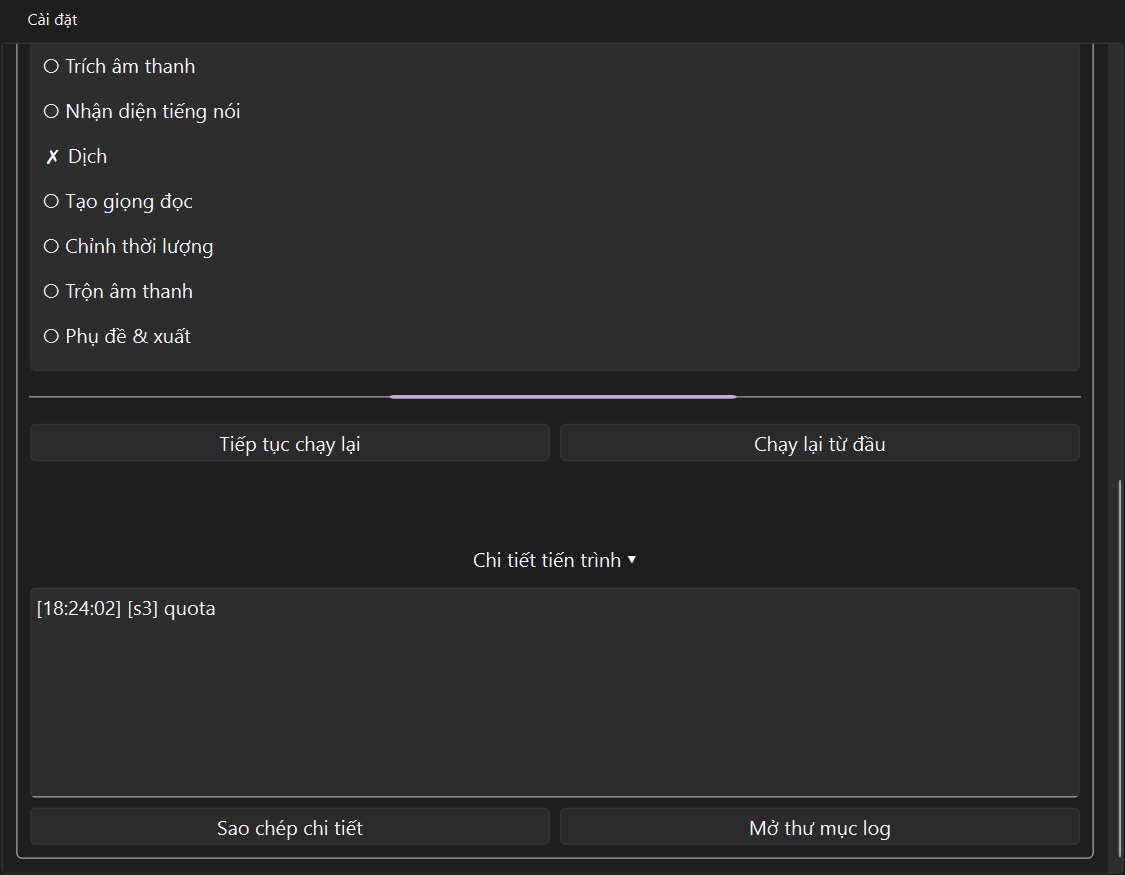 Cài đặt
○ Trích âm thanh
○ Nhận diện tiếng nói
✗ Dịch
○ Tạo giọng đọc
○ Chỉnh thời lượng
○ Trộn âm thanh
○ Phụ đề & xuất
Tiếp tục chạy lại
Chạy lại từ đầu
Chi tiết tiến trình ▾
[18:24:02] [s3] quota
Sao chép chi tiết
Mở thư mục log